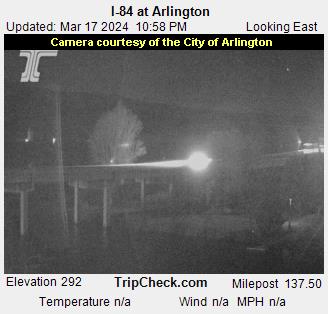 I-84 at Arlington
Updated: Mar 17 2024 10:58 PM Looking East
Camera courtesy of the City of Arlington
Elevation 292 TripCheck.com Milepost 137.50
Temperature n/a Wind n/a MPH n/a